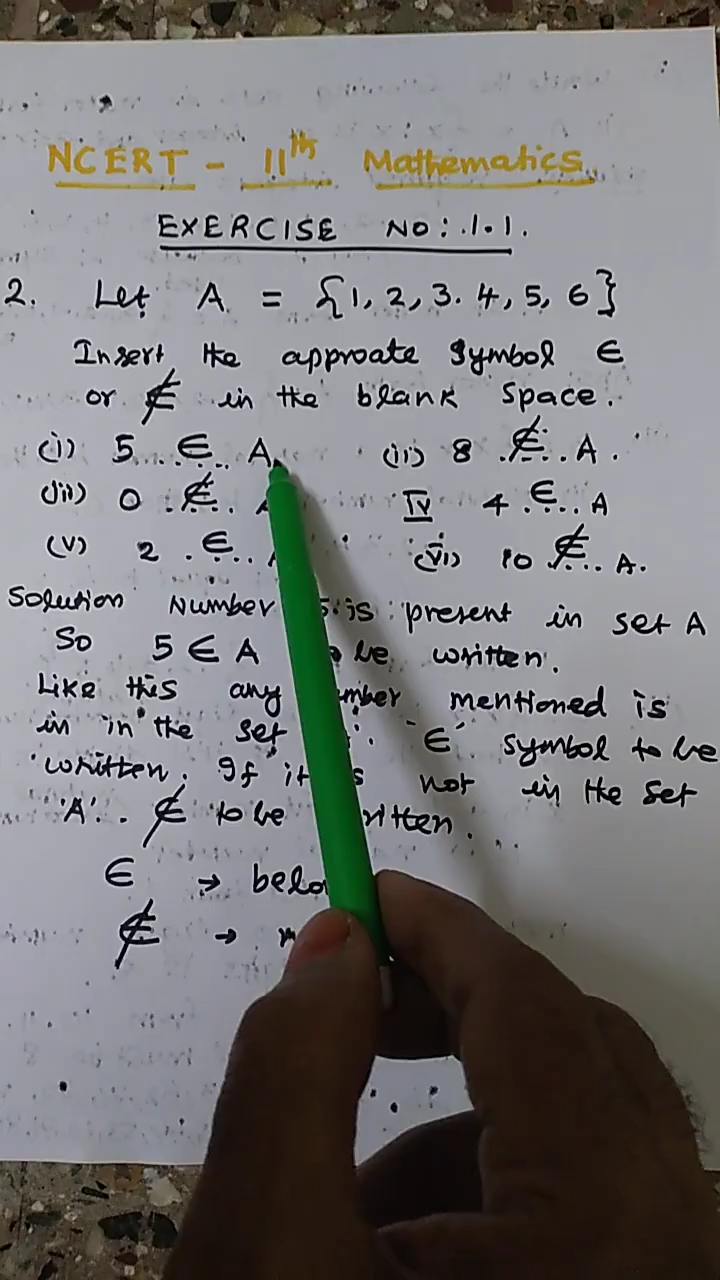 NCERT - 11th Mathematics
EXERCISE NO: 1.1.
2. Let A = {1, 2, 3. 4, 5, 6}
Insert the approate symbol ∈
or ∉ in the blank space.
(i) 5 ..∈.. A. (ii) 8 .∉... A.
(iii) 0 .∉.. IV 4 .∈.. A
(v) 2 .∈.. (vi) 10 .∉... A.
Solution Number 5 is present in set A
So 5 ∈ A be written.
Like this any mentioned is
in in the set '∈' symbol to be
written. If not in the set
'A'. ∉ to be written.
∈ →
∉ →